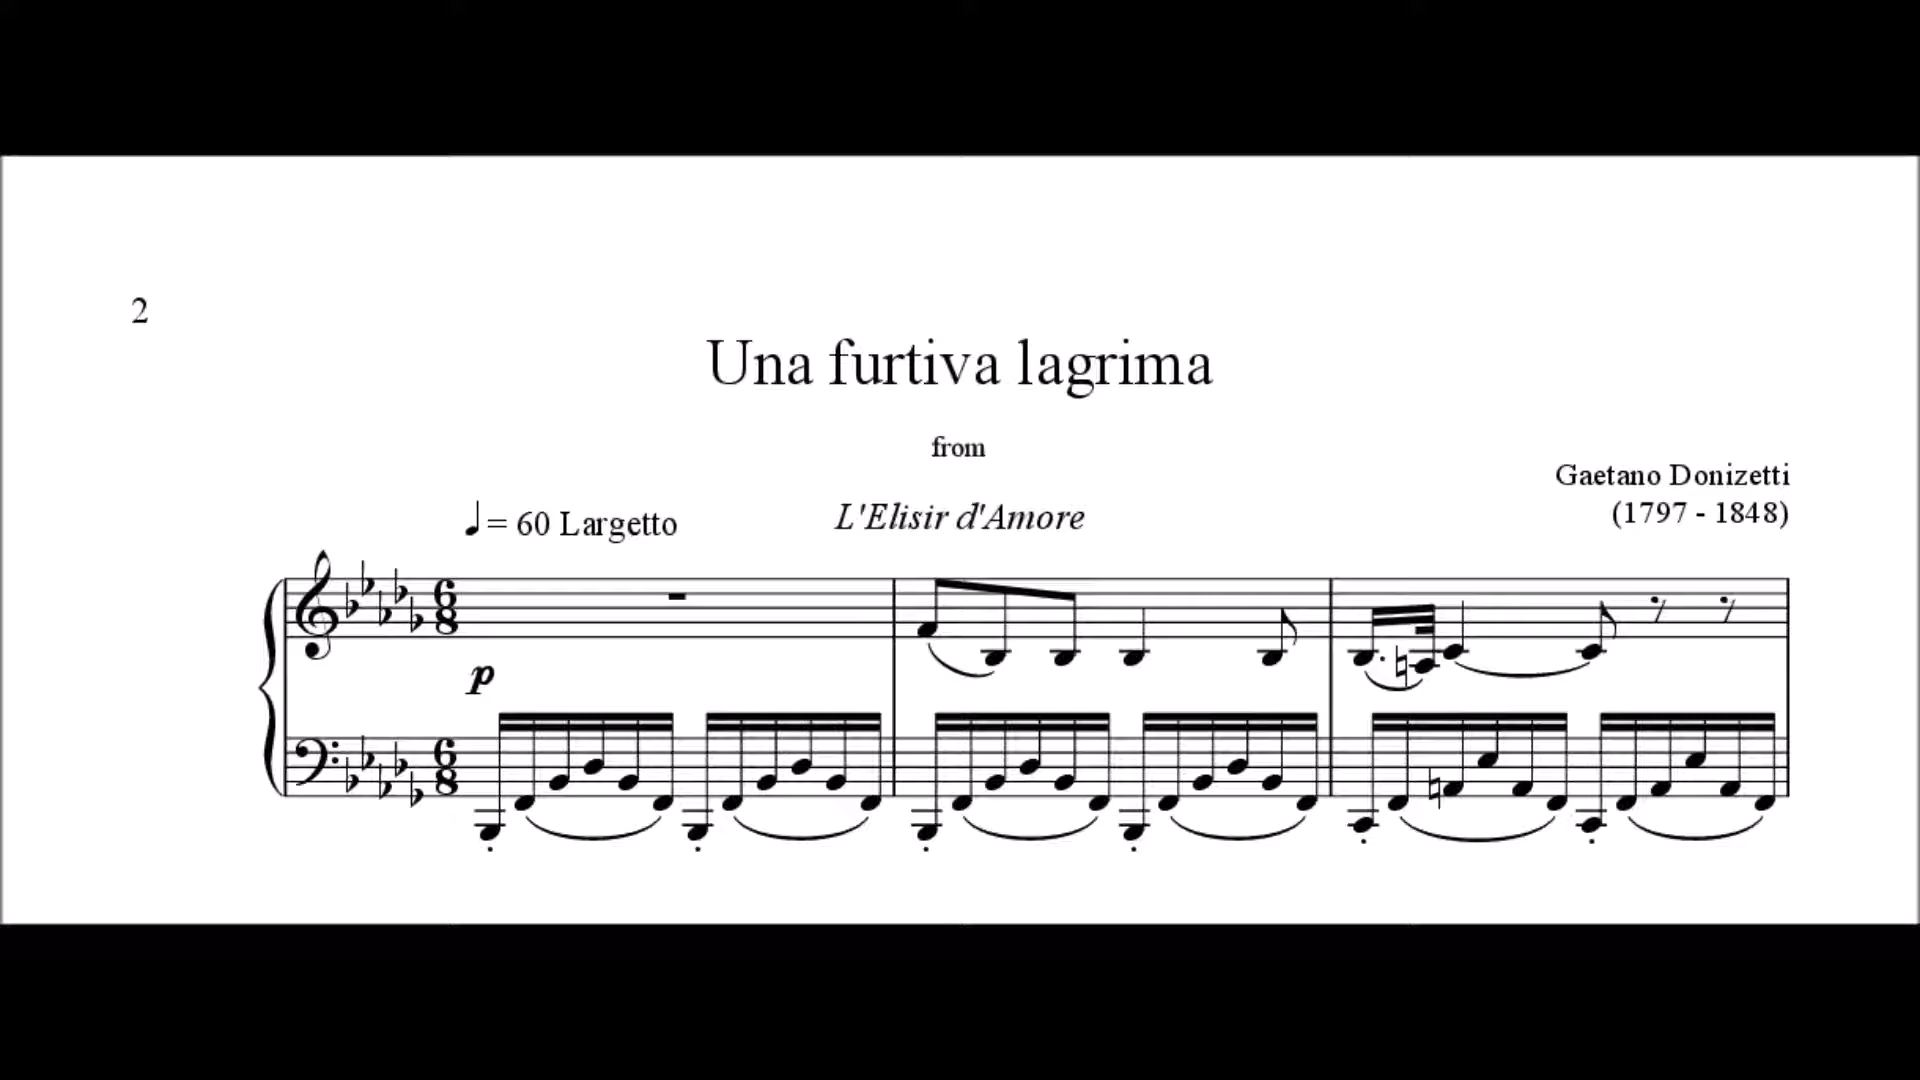 2
Una furtiva lagrima
from
Gaetano Donizetti
(1797 - 1848)
L'Elisir d'Amore
♩= 60 Largetto
6
8
p
6
8